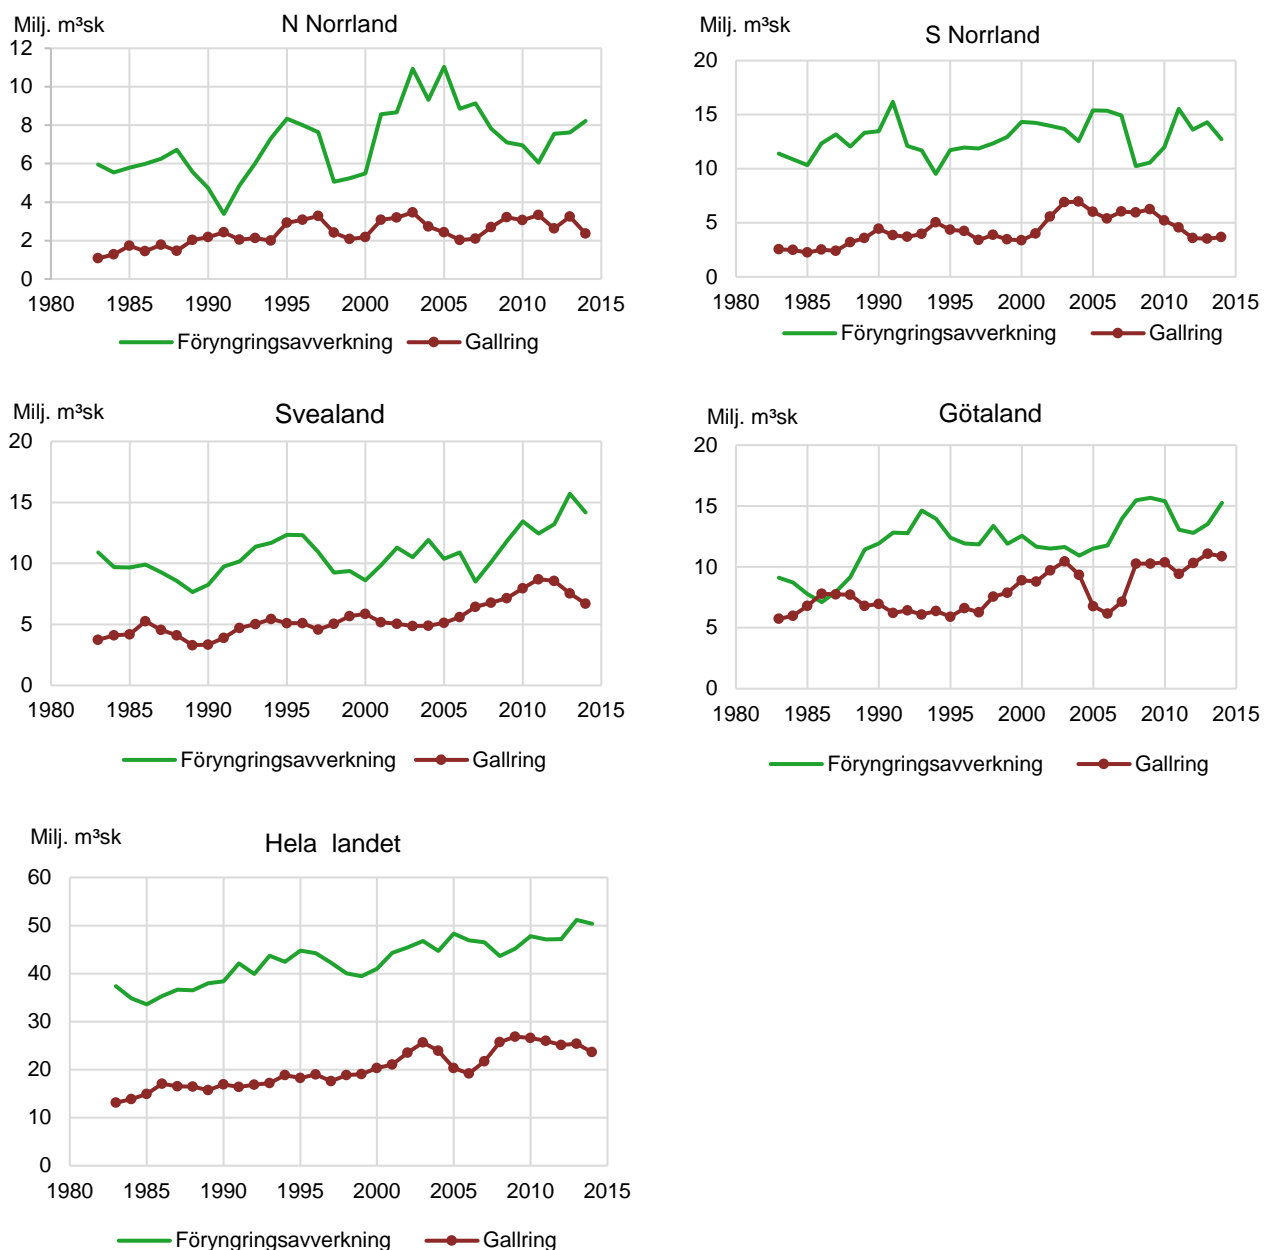 Milj. m³sk
N Norrland
12
10
8
6
4
2
0
1980 1985 1990 1995 2000 2005 2010 2015
Föryngringsavverkning Gallring
Milj. m³sk
S Norrland
20
15
10
5
0
1980 1985 1990 1995 2000 2005 2010 2015
Föryngringsavverkning Gallring
Milj. m³sk
Svealand
20
15
10
5
0
1980 1985 1990 1995 2000 2005 2010 2015
Föryngringsavverkning Gallring
Milj. m³sk
Götaland
20
15
10
5
0
1980 1985 1990 1995 2000 2005 2010 2015
Föryngringsavverkning Gallring
Milj. m³sk
Hela landet
60
50
40
30
20
10
0
1980 1985 1990 1995 2000 2005 2010 2015
Föryngringsavverkning Gallring